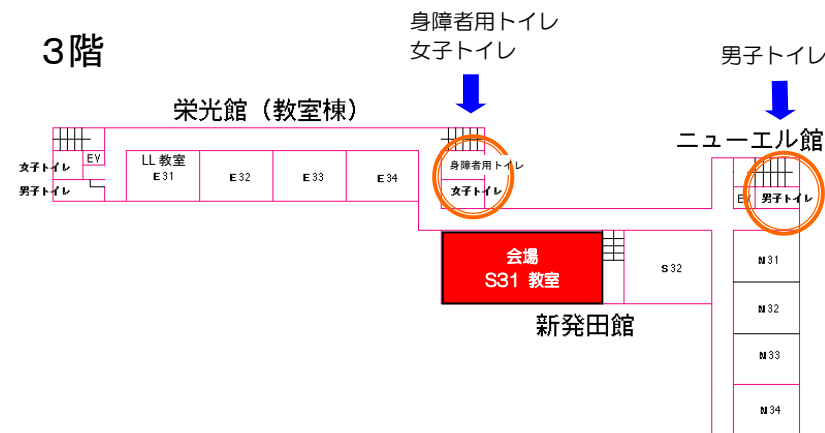 3階
身障者用トイレ
女子トイレ
男子トイレ
栄光館（教室棟）
ニューエル館
女子トイレ
EV
男子トイレ
LL 教室
E31
E32
E33
E34
身障者用トイレ
女子トイレ
EV
男子トイレ
会場
S31 教室
S32
N31
N32
N33
N34
新発田館